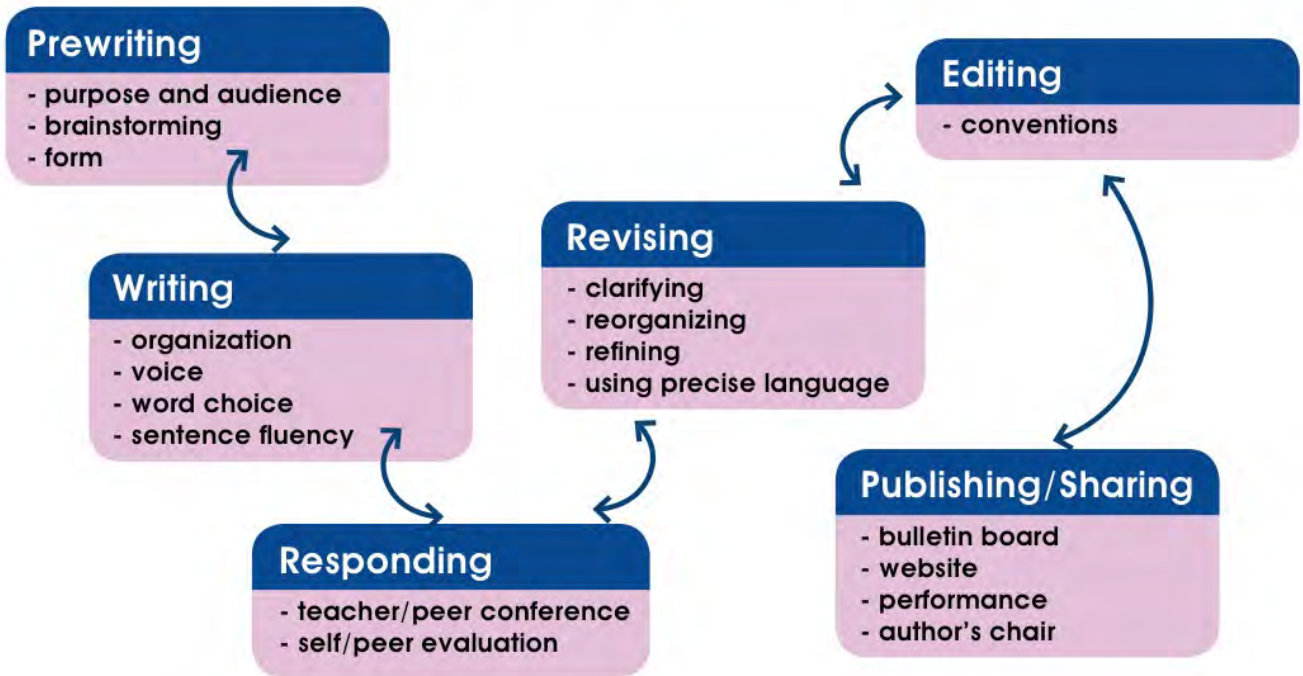 Prewriting
- purpose and audience
- brainstorming
- form
Writing
- organization
- voice
- word choice
- sentence fluency
Responding
- teacher/peer conference
- self/peer evaluation
Revising
- clarifying
- reorganizing
- refining
- using precise language
Editing
- conventions
Publishing/Sharing
- bulletin board
- website
- performance
- author's chair